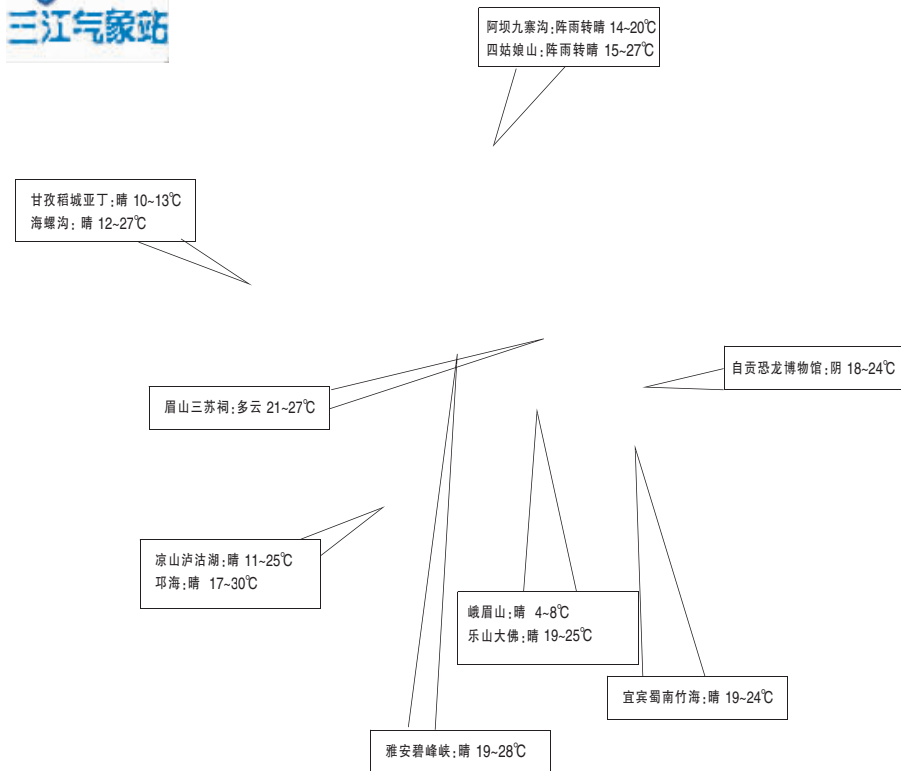 三江气象站
阿坝九寨沟:阵雨转晴 14~20℃
四姑娘山:阵雨转晴 15~27℃
甘孜稻城亚丁:晴 10~13℃
海螺沟: 晴 12~27℃
自贡恐龙博物馆:阴 18~24℃
眉山三苏祠:多云 21~27℃
凉山泸沽湖:晴 11~25℃
邛海:晴 17~30℃
峨眉山:晴 4~8℃
乐山大佛:晴 19~25℃
宜宾蜀南竹海:晴 19~24℃
雅安碧峰峡:晴 19~28℃